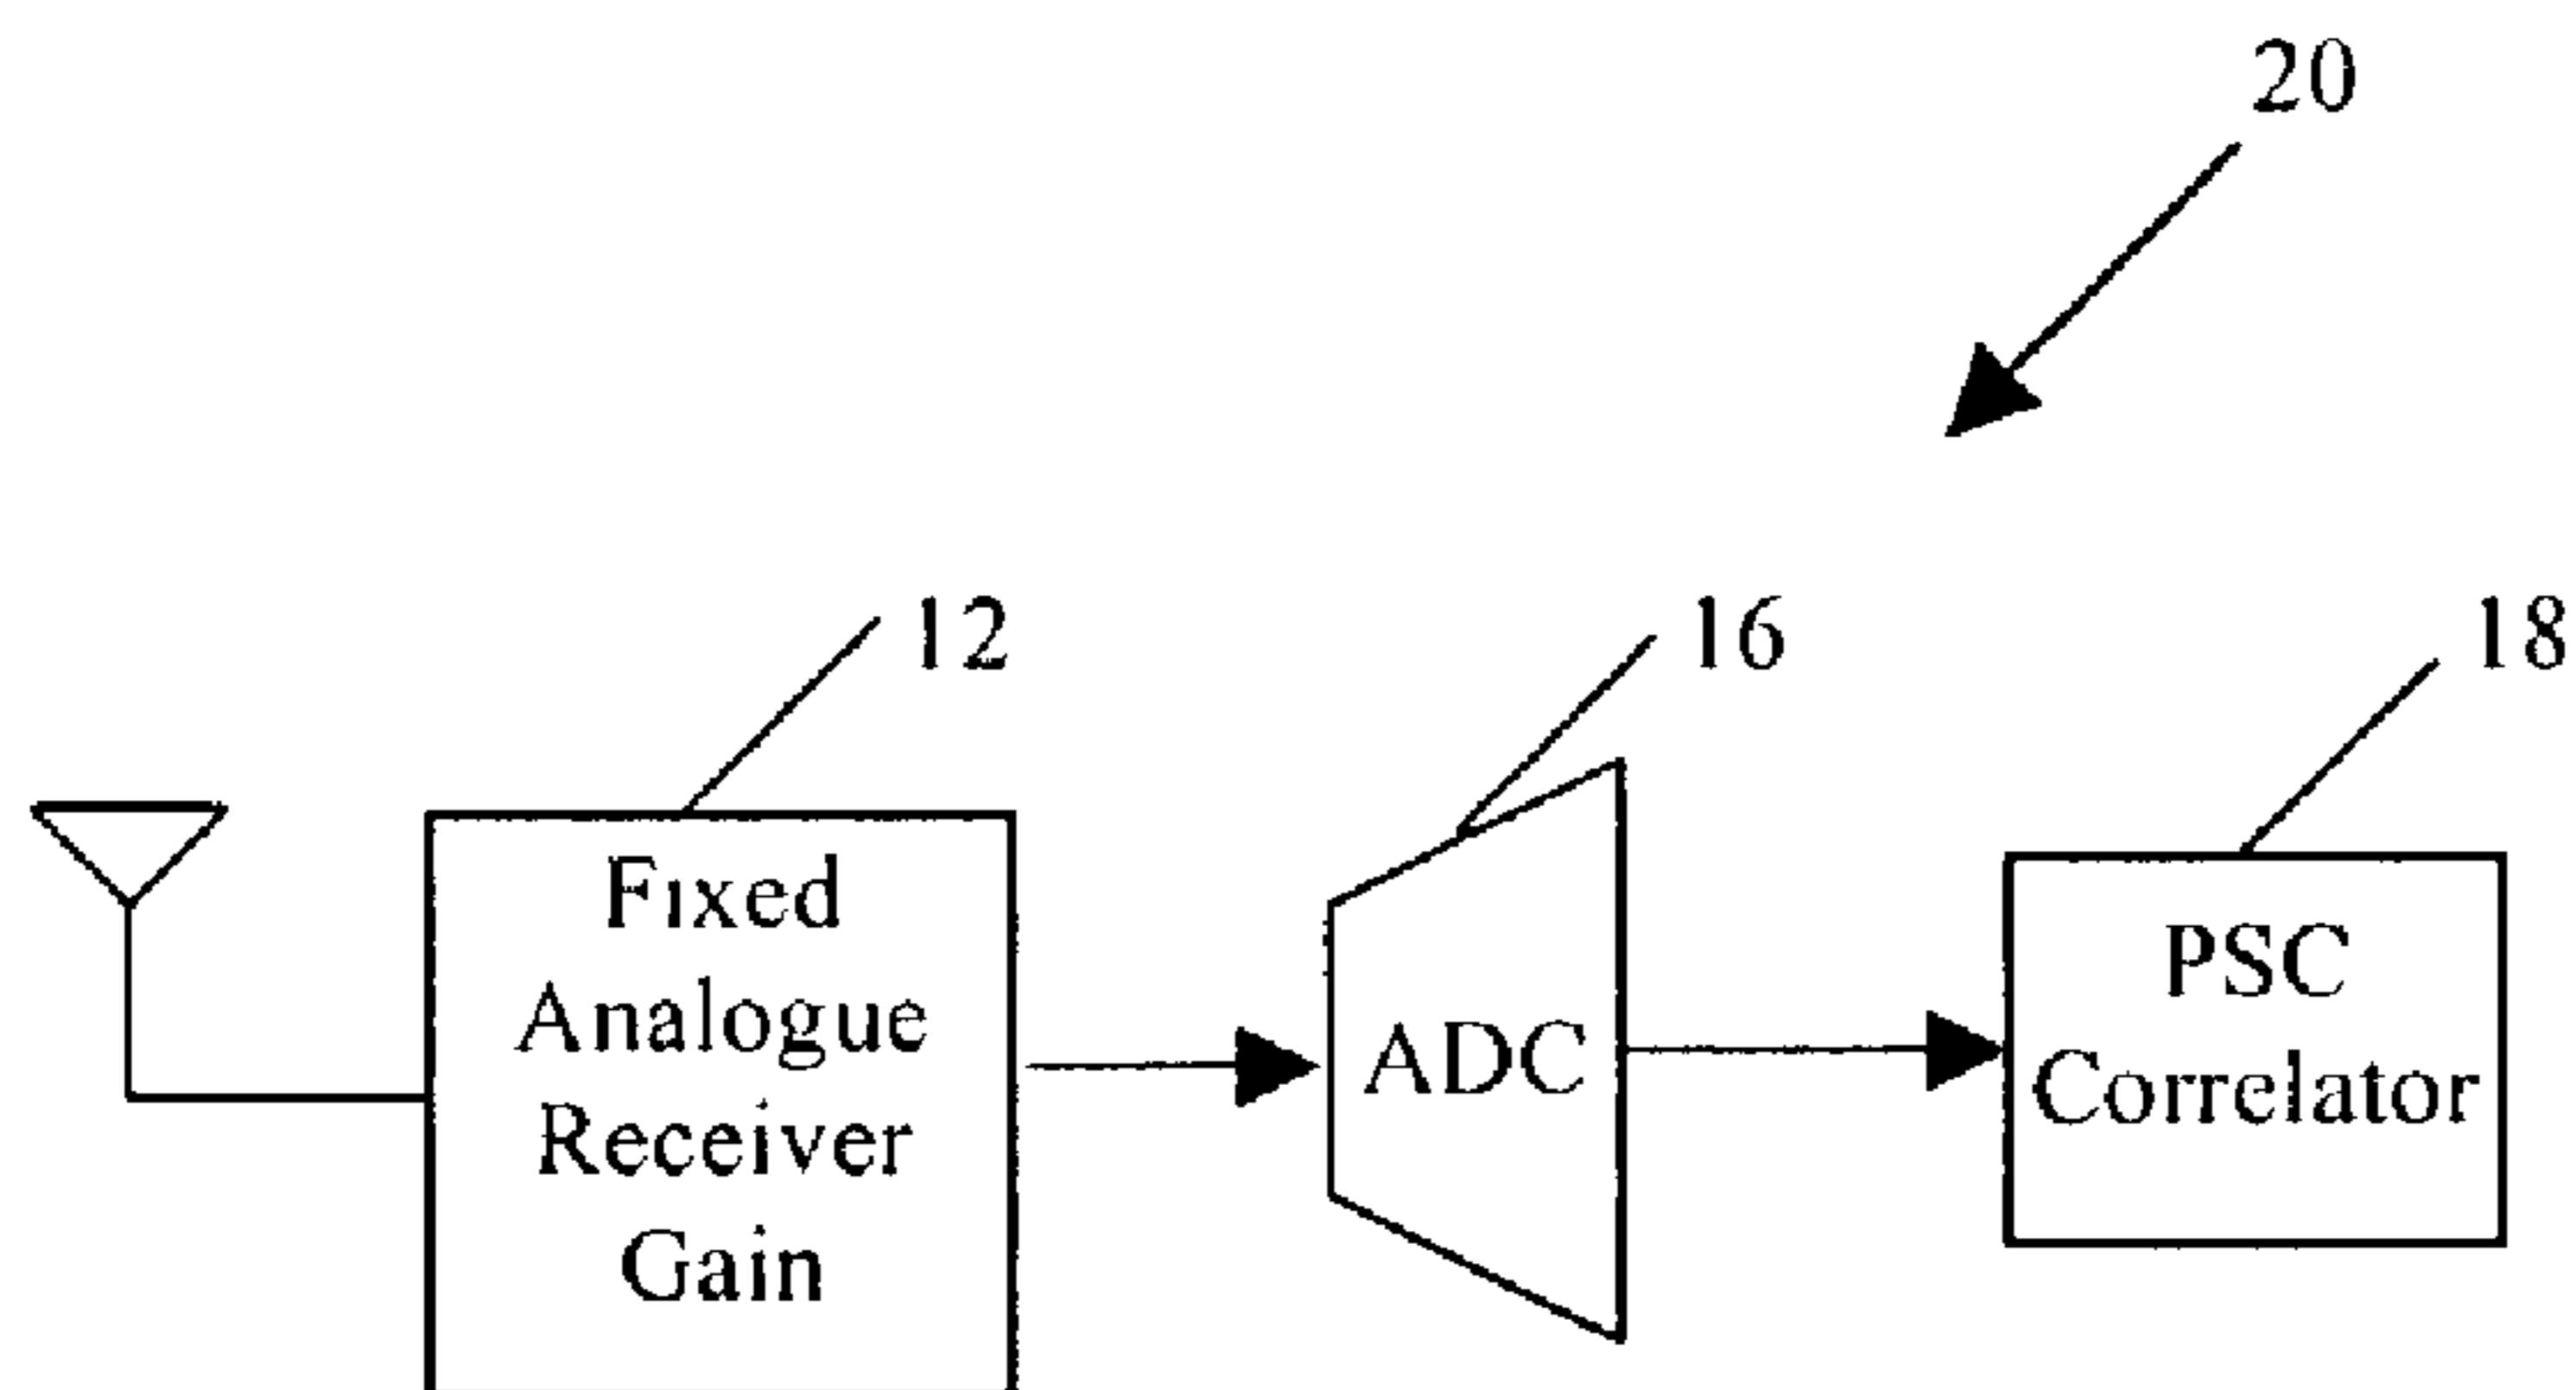 20
12
16
18
Fixed
Analogue
Receiver
Gain
ADC
PSC
Correlator